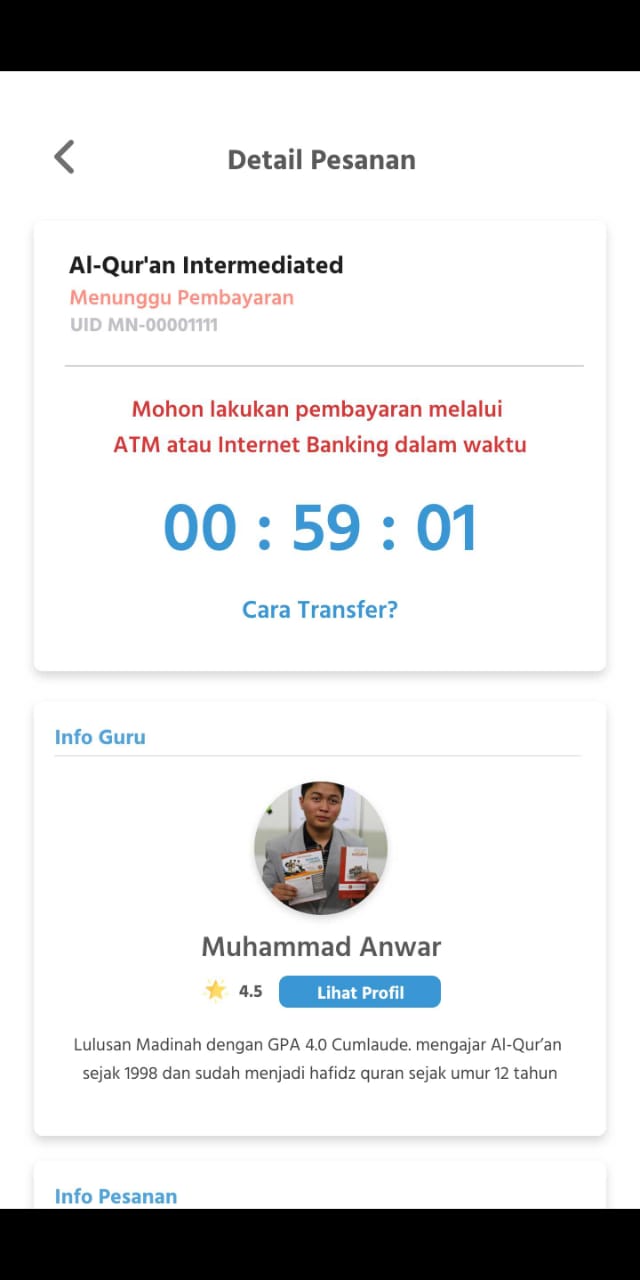 Detail Pesanan
Al-Qur'an Intermediated
Menunggu Pembayaran
UID MN-00001111
Mohon lakukan pembayaran melalui
ATM atau Internet Banking dalam waktu
00 : 59 : 01
Cara Transfer?
Info Guru
Muhammad Anwar
4.5
Lihat Profil
Lulusan Madinah dengan GPA 4.0 Cumlaude. mengajar Al-Qur’an
sejak 1998 dan sudah menjadi hafidz quran sejak umur 12 tahun
Info Pesanan